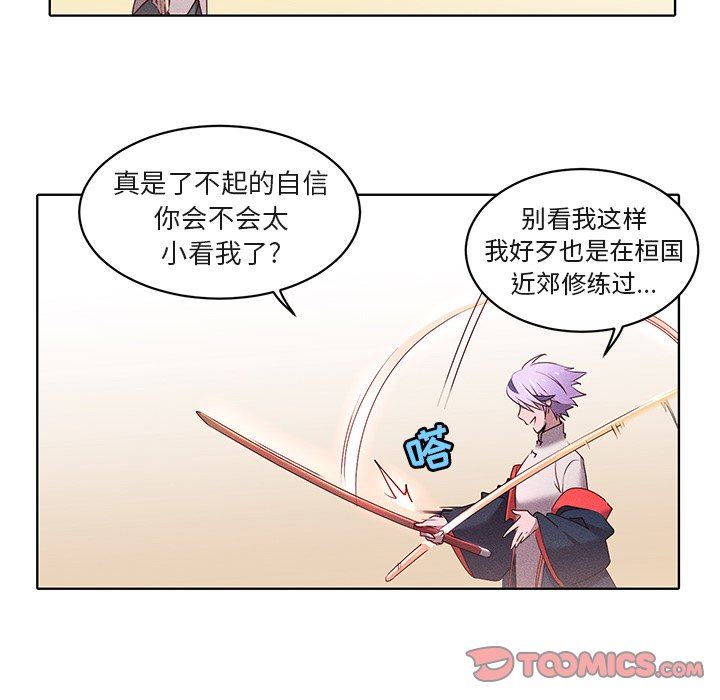 真是了不起的自信
你会不会太
小看我了?
别看我这样
我好歹也是在桓国
近郊修练过...
嗒
TOOMICS.COM